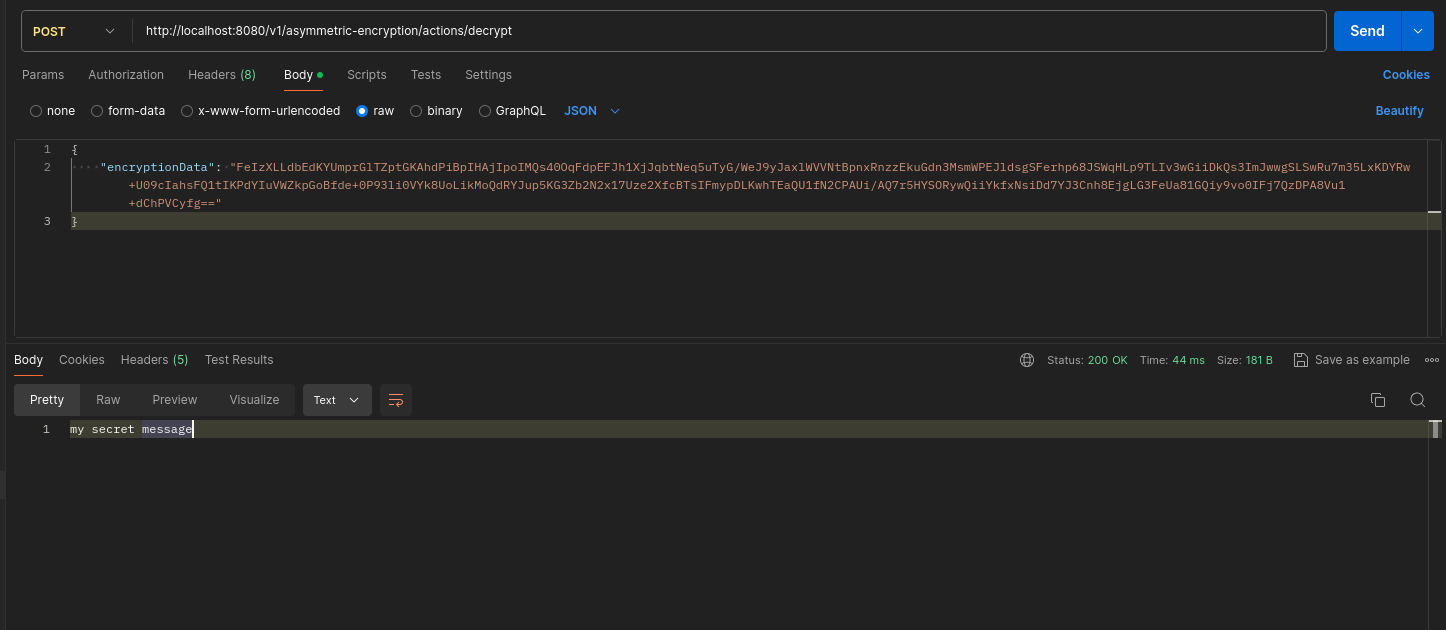 POST http://localhost:8080/v1/asymmetric-encryption/actions/decrypt Send
Params Authorization Headers (8) Body Scripts Tests Settings Cookies
none form-data x-www-form-urlencoded raw binary GraphQL JSON Beautify
1 {
2 "encryptionData": "FeIzXLLdbEdKYUmprGlTZptGKAhdPiBpIHAjIpoIMQs40OqFdpEFJh1XjJqbtNeq5uTyG/WeJ9yJaxlWVVNtBpnxRnzzEkuGdn3MsmWPEJldsgSFerhp68JSWqHLp9TLIv3wGiiDkQs3ImJwwgSLSwRu7m35LxKDYRw
+U09cIahsFQ1tIKPdYIuVWZkpGoBfde+0P93li0VYk8UoLikMoQdRYJup5KG3Zb2N2x17Uze2XfcBTsIFmypDLKwhTEaQU1fN2CPAUi/AQ7r5HYSORywQiiYkfxNsiDd7YJ3Cnh8EjgLG3FeUa81GQiy9vo0IFj7QzDPA8Vu1
+dChPVCyfg=="
3 }
Body Cookies Headers (5) Test Results Status: 200 OK Time: 44 ms Size: 181 B Save as example
Pretty Raw Preview Visualize Text
1 my secret message